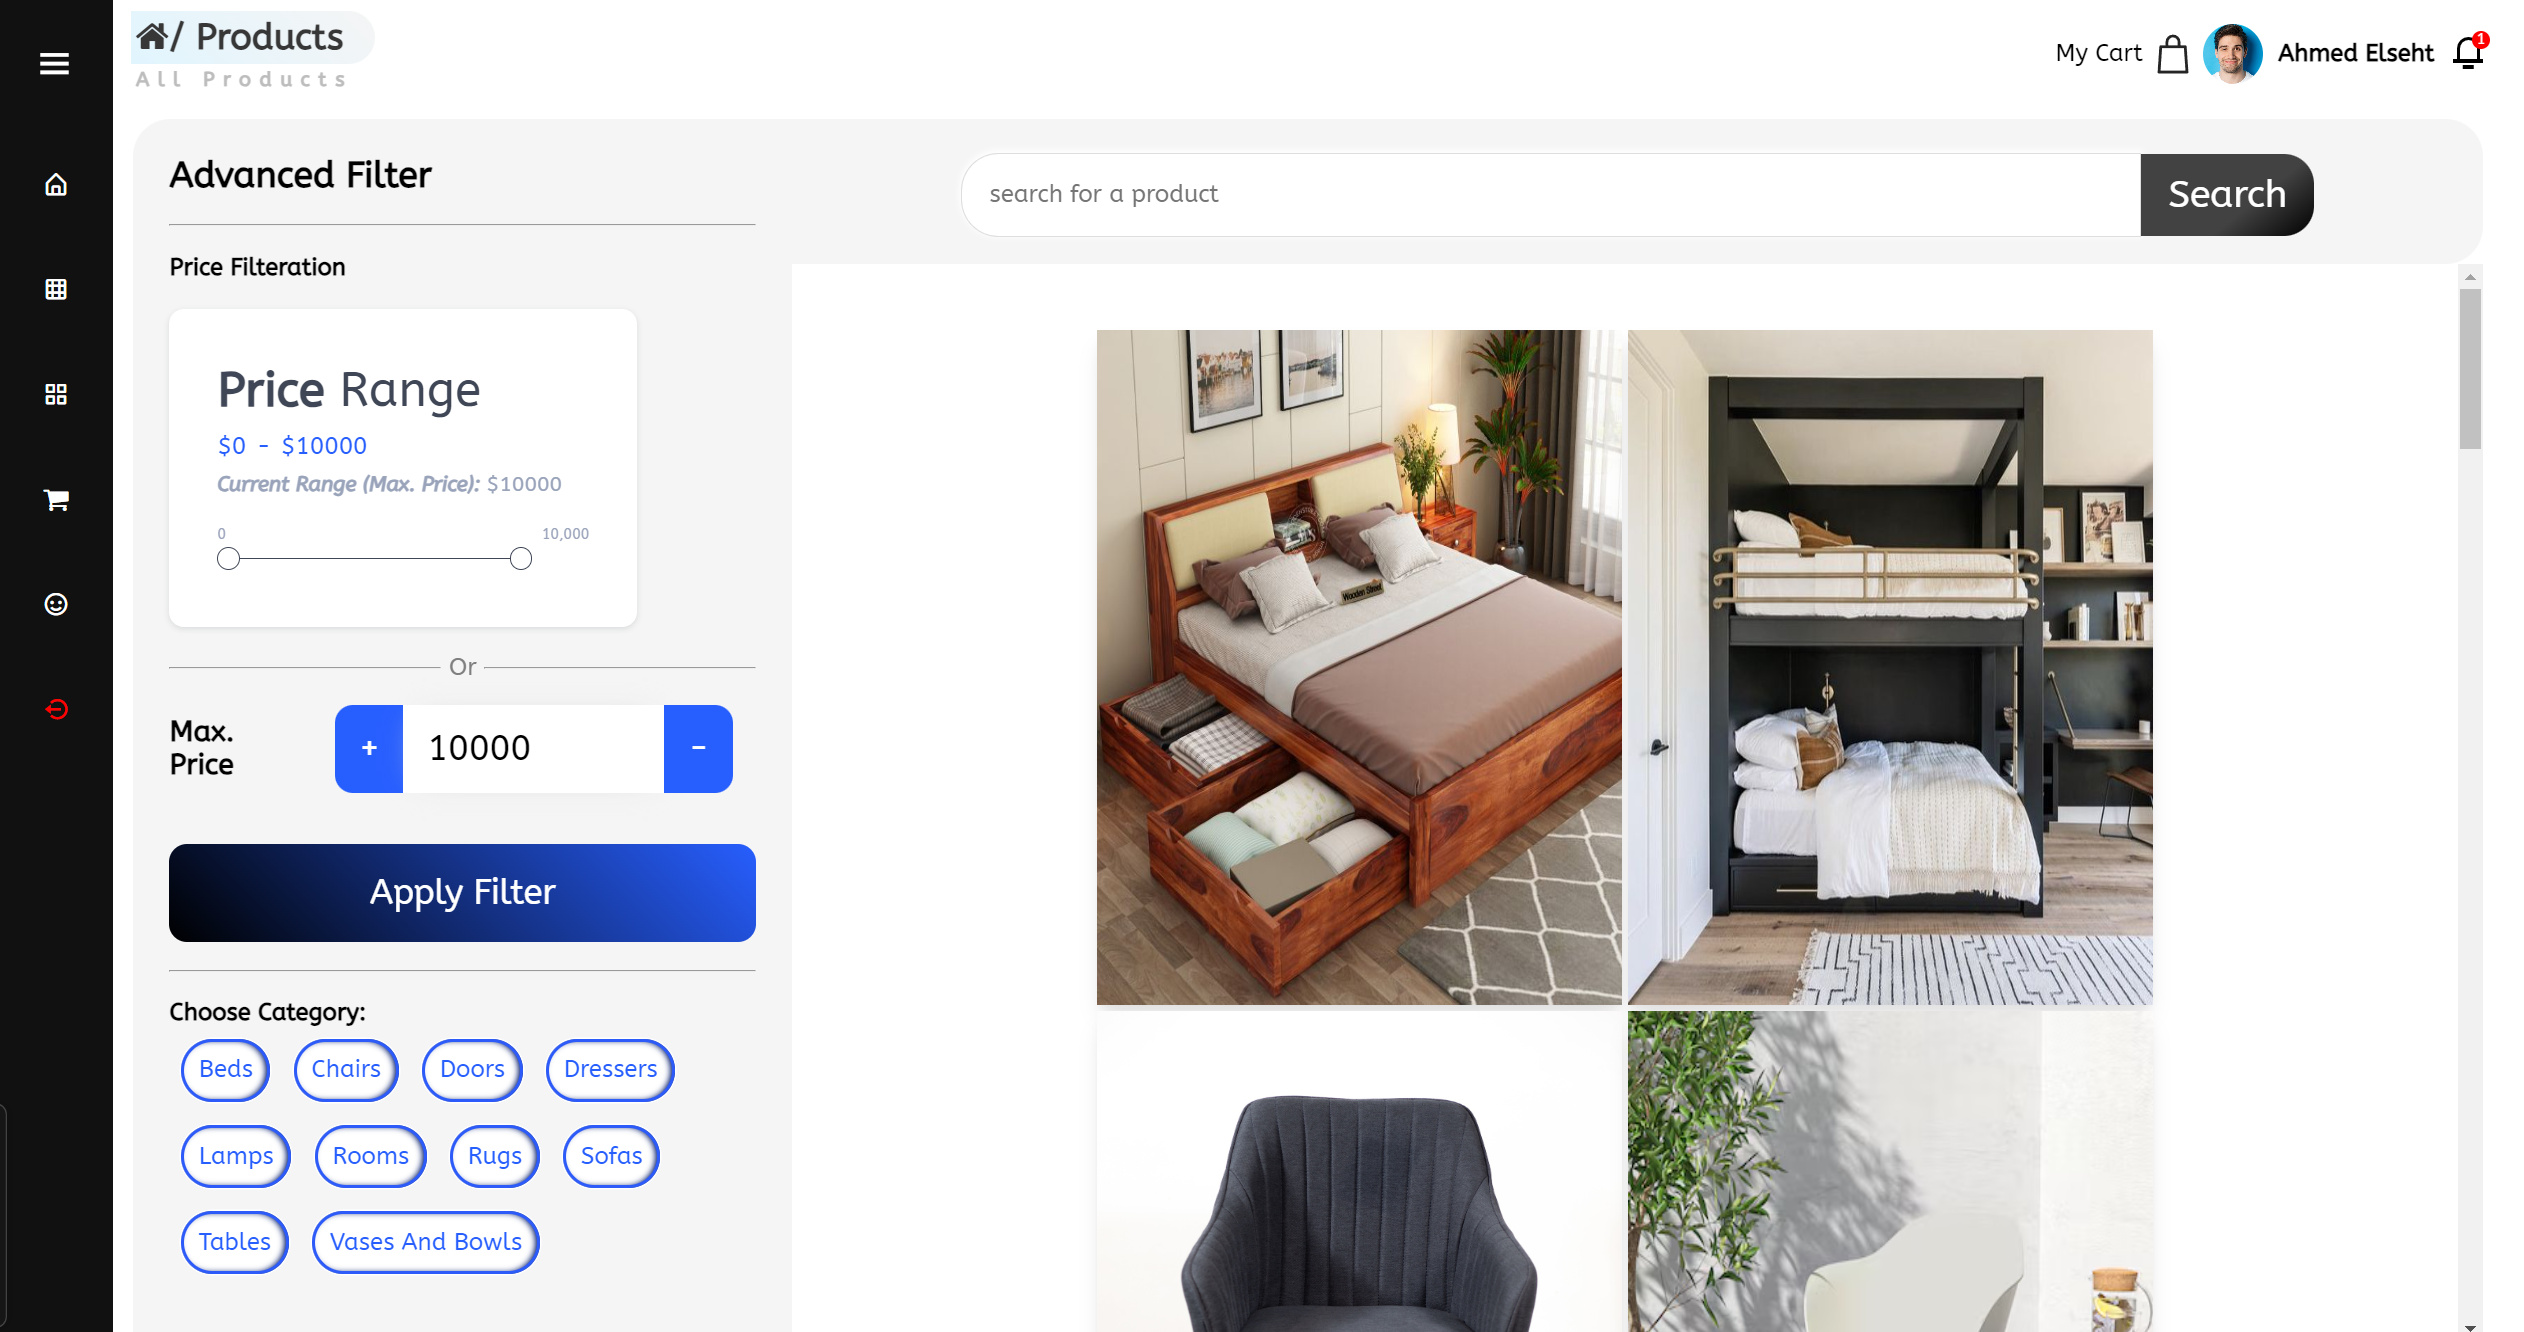 / Products
All Products
My Cart
Ahmed Elseht
1
Advanced Filter
search for a product
Search
Price Filteration
Price Range
$0 - $10000
Current Range (Max. Price): $10000
0
10,000
Or
Max.
Price
+
10000
-
Apply Filter
Choose Category:
Beds
Chairs
Doors
Dressers
Lamps
Rooms
Rugs
Sofas
Tables
Vases And Bowls
Wooden Street